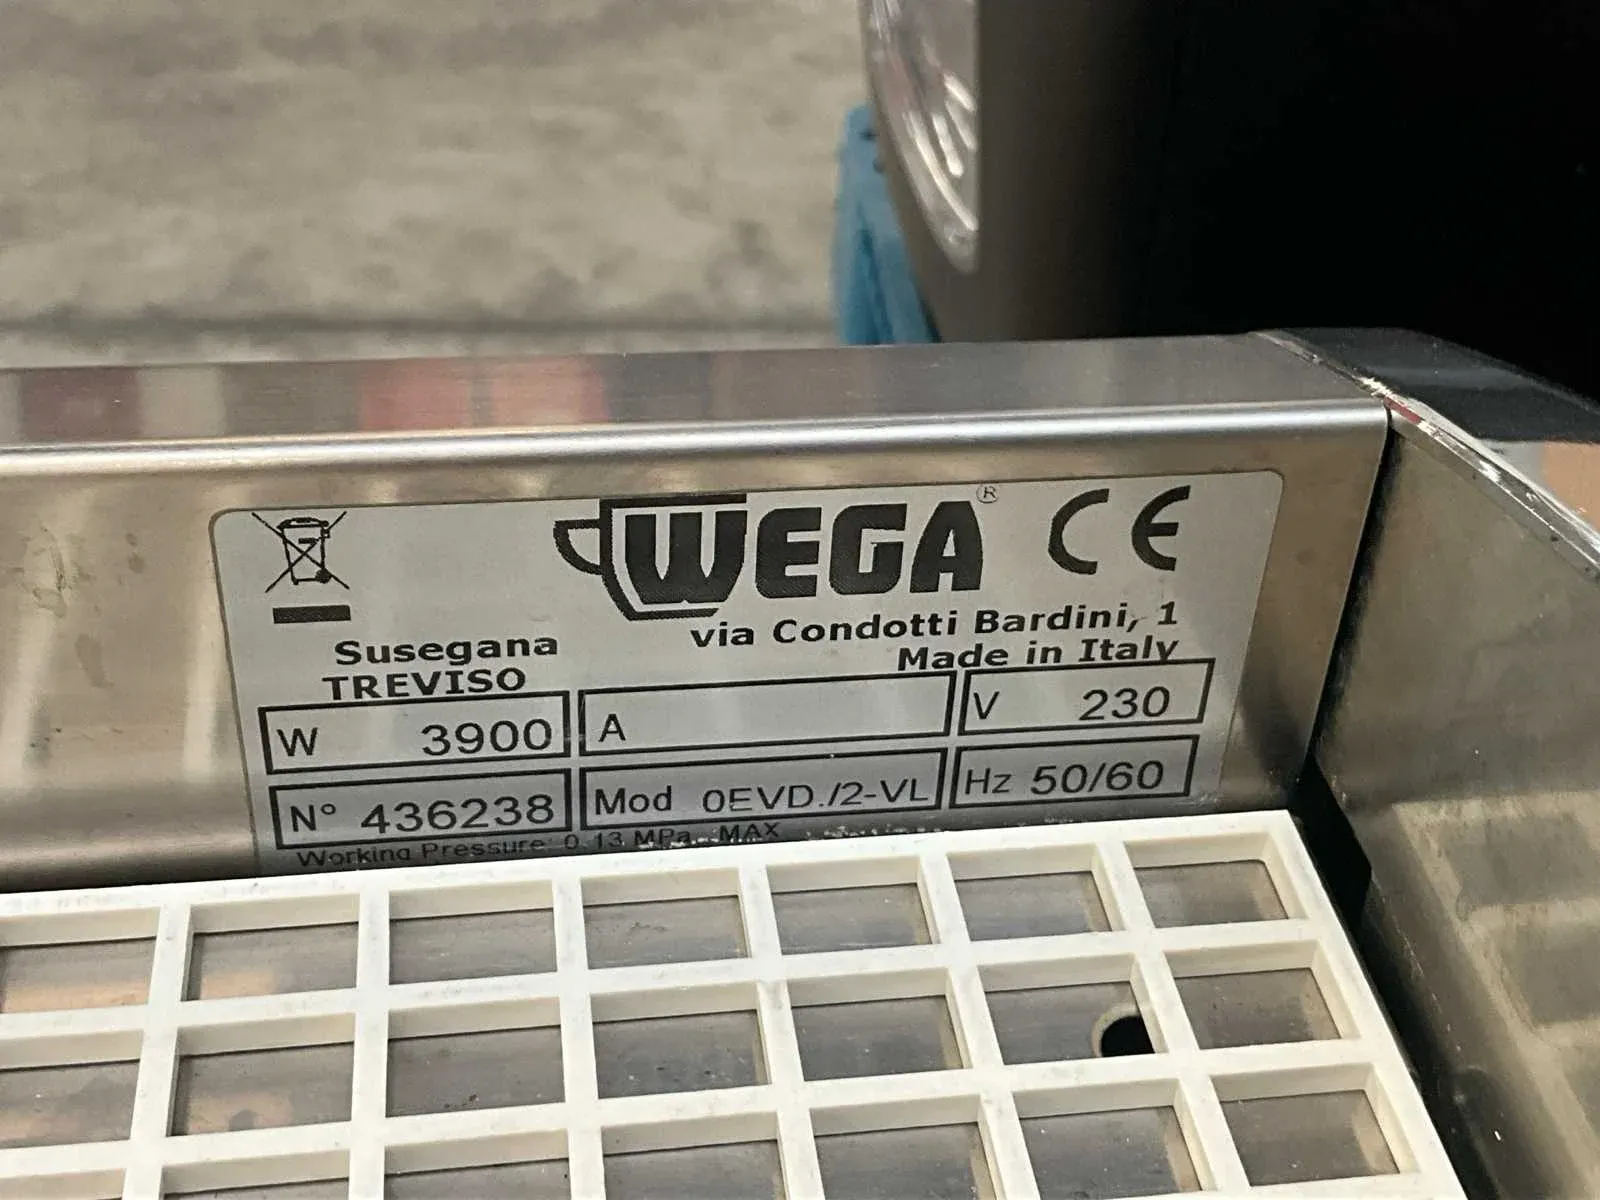 WEGA® CE
via Condotti Bardini, 1
Susegana Made in Italy
TREVISO
W 3900 A V 230
N° 436238 Mod 0EVD./2-VL Hz 50/60
Working Pressure: 0.13 MPa MAX